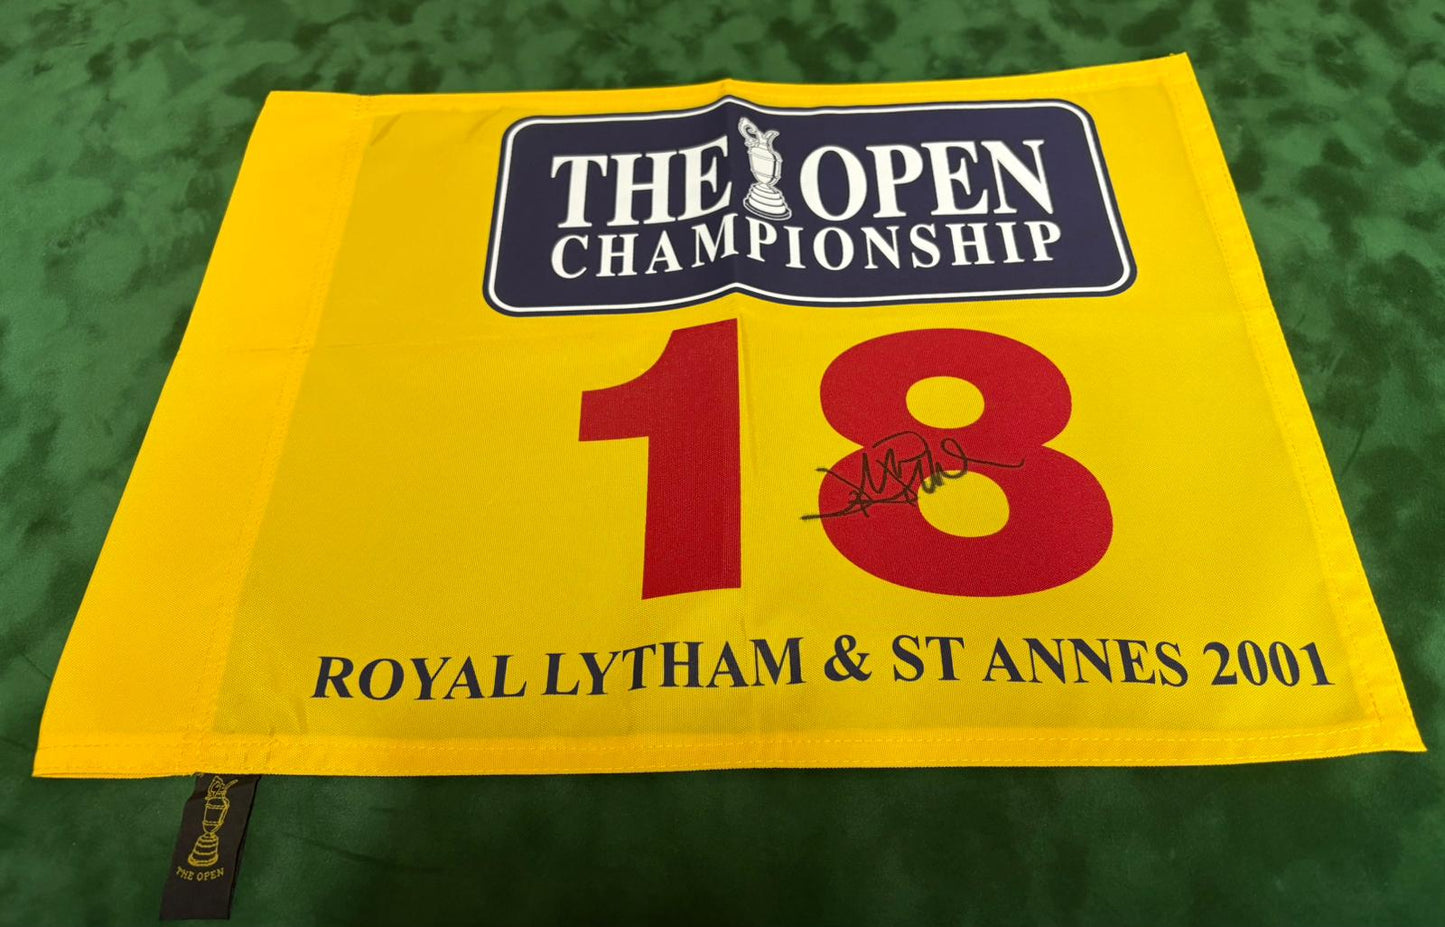 THE OPEN
CHAMPIONSHIP
18
ROYAL LYTHAM & ST ANNES 2001
THE OPEN